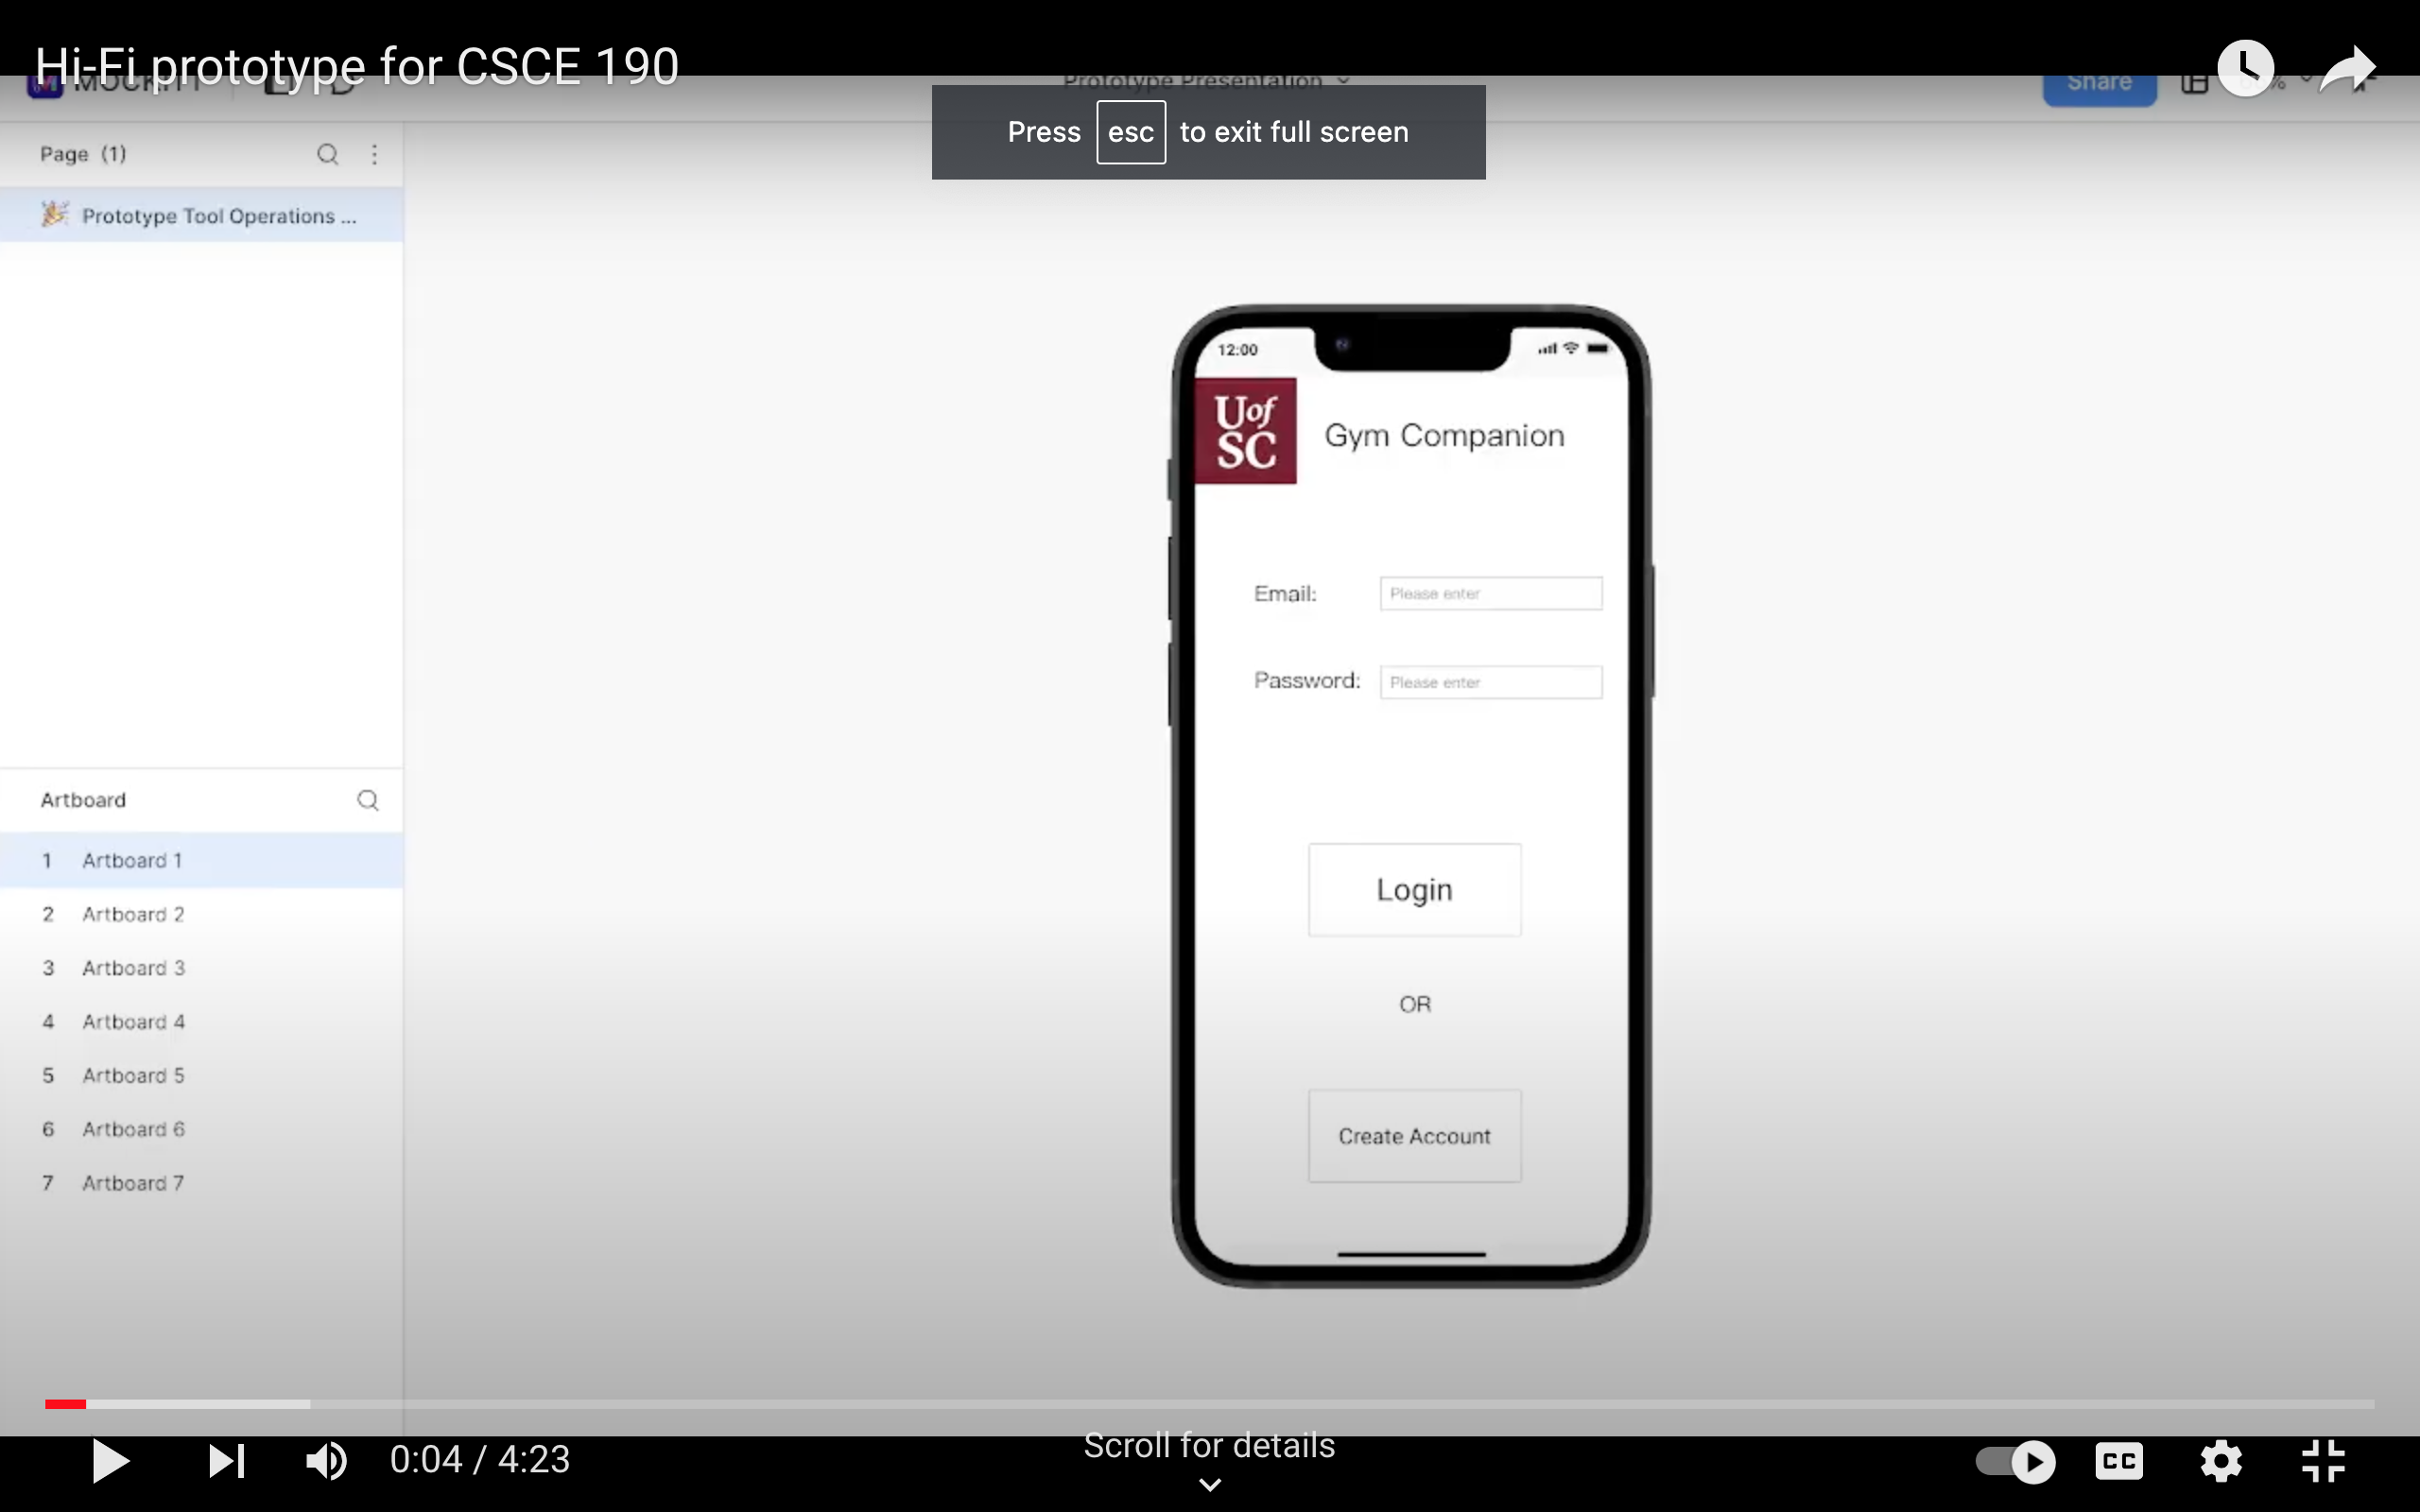 Hi-Fi prototype for CSCE 190
Prototype Presentation
Share
Press esc to exit full screen
Page (1)
Prototype Tool Operations ...
12:00
UofSC
Gym Companion
Email: Please enter
Password: Please enter
Login
OR
Create Account
Artboard
1 Artboard 1
2 Artboard 2
3 Artboard 3
4 Artboard 4
5 Artboard 5
6 Artboard 6
7 Artboard 7
0:04 / 4:23
Scroll for details
CC